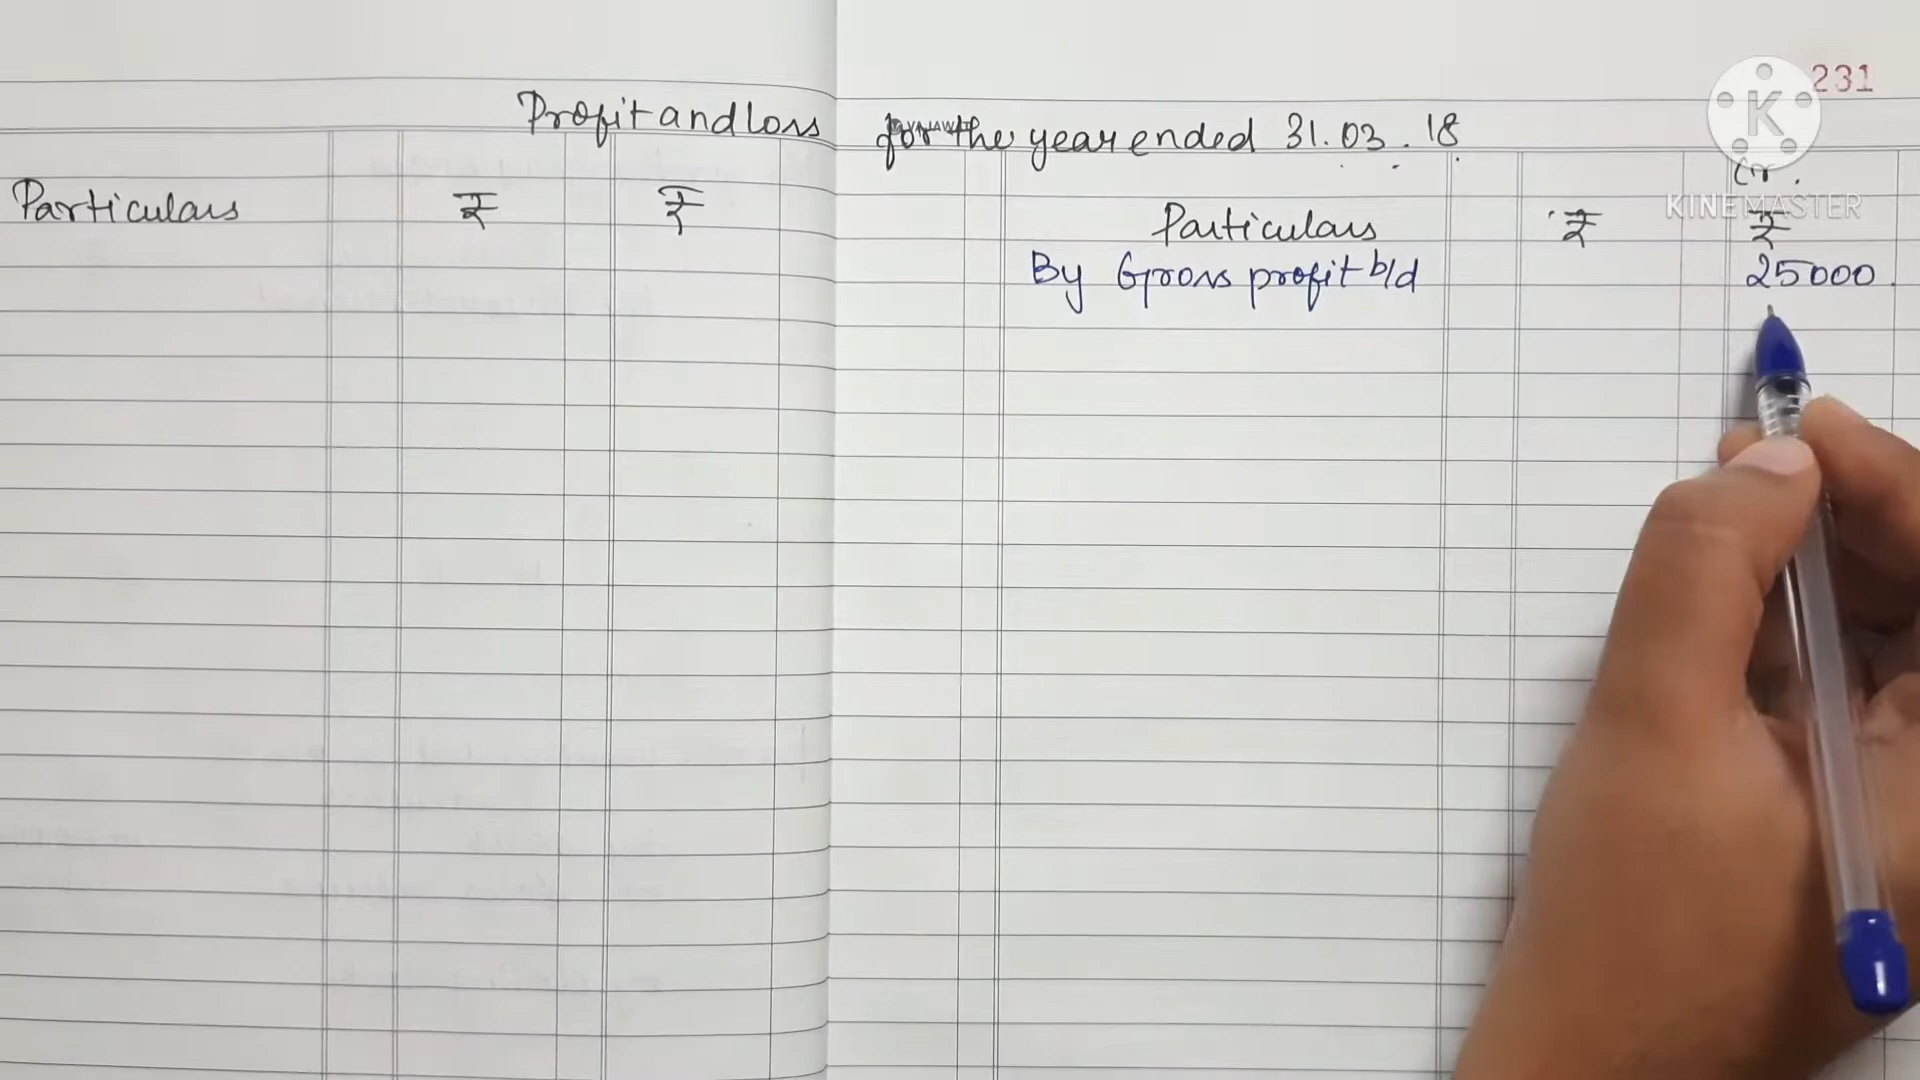 231
Profit and loss for the year ended 31.03.18
Cr.
Particulars ₹ ₹ Particulars ₹ ₹
By Gross profit b/d 25000
KINEMASTER